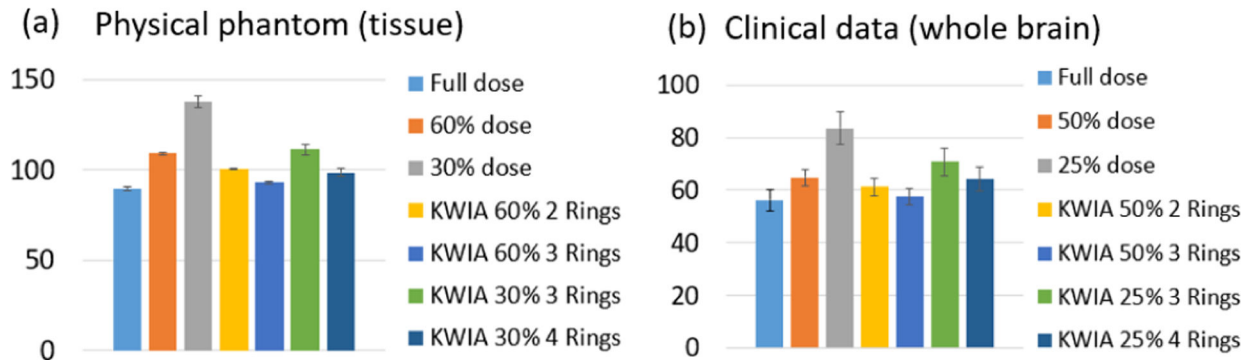 (a) Physical phantom (tissue)
150
100
50
0
Full dose
60% dose
30% dose
KWIA 60% 2 Rings
KWIA 60% 3 Rings
KWIA 30% 3 Rings
KWIA 30% 4 Rings
(b) Clinical data (whole brain)
100
80
60
40
20
0
Full dose
50% dose
25% dose
KWIA 50% 2 Rings
KWIA 50% 3 Rings
KWIA 25% 3 Rings
KWIA 25% 4 Rings